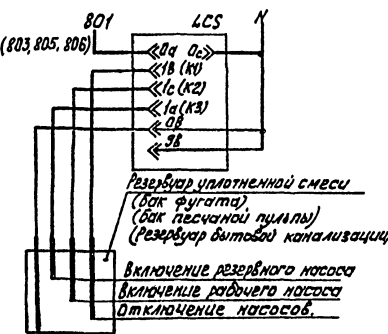 801 LCS N
(803, 805, 806)
0а 0с
1В (К1)
1с (К2)
1а (К3)
0В
9В
Резервуар уплотненной смеси
(бак фугата)
(бак песчаной пульпы)
(Резервуар бытовой канализации)
Включение резервного насоса
Включение рабочего насоса
Отключение насосов.